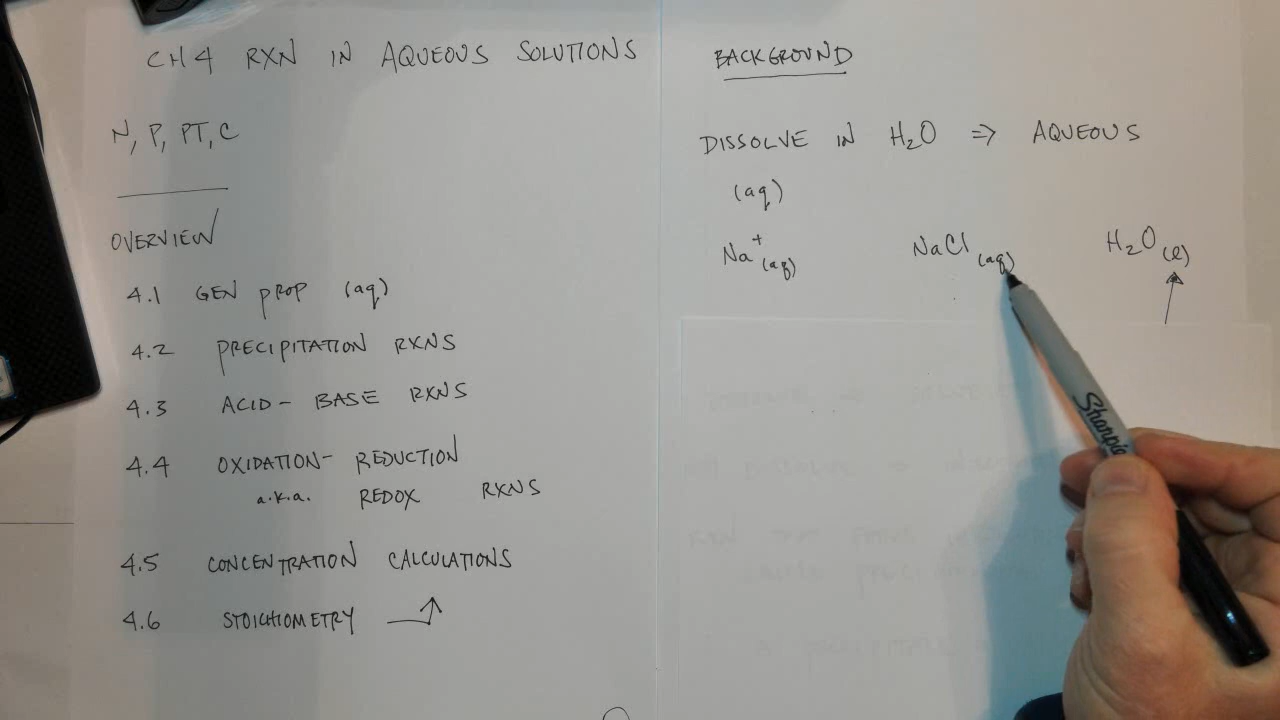 CH 4 RXN IN AQUEOUS SOLUTIONS
N, P, PT, C
OVERVIEW
4.1 GEN PROP (aq)
4.2 PRECIPITATION RXNS
4.3 ACID-BASE RXNS
4.4 OXIDATION-REDUCTION
a.k.a. REDOX RXNS
4.5 CONCENTRATION CALCULATIONS
4.6 STOICHIOMETRY
BACKGROUND
DISSOLVE IN H₂O ⇒ AQUEOUS
(aq)
Na⁺(aq) NaCl(aq) H₂O(l)
Sharpie